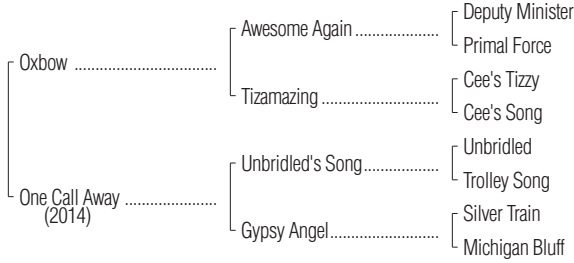 Oxbow ..................................
Awesome Again ....................
Deputy Minister
Primal Force
Tizamazing ............................
Cee's Tizzy
Cee's Song
One Call Away ......................
(2014)
Unbridled's Song..................
Unbridled
Trolley Song
Gypsy Angel..........................
Silver Train
Michigan Bluff